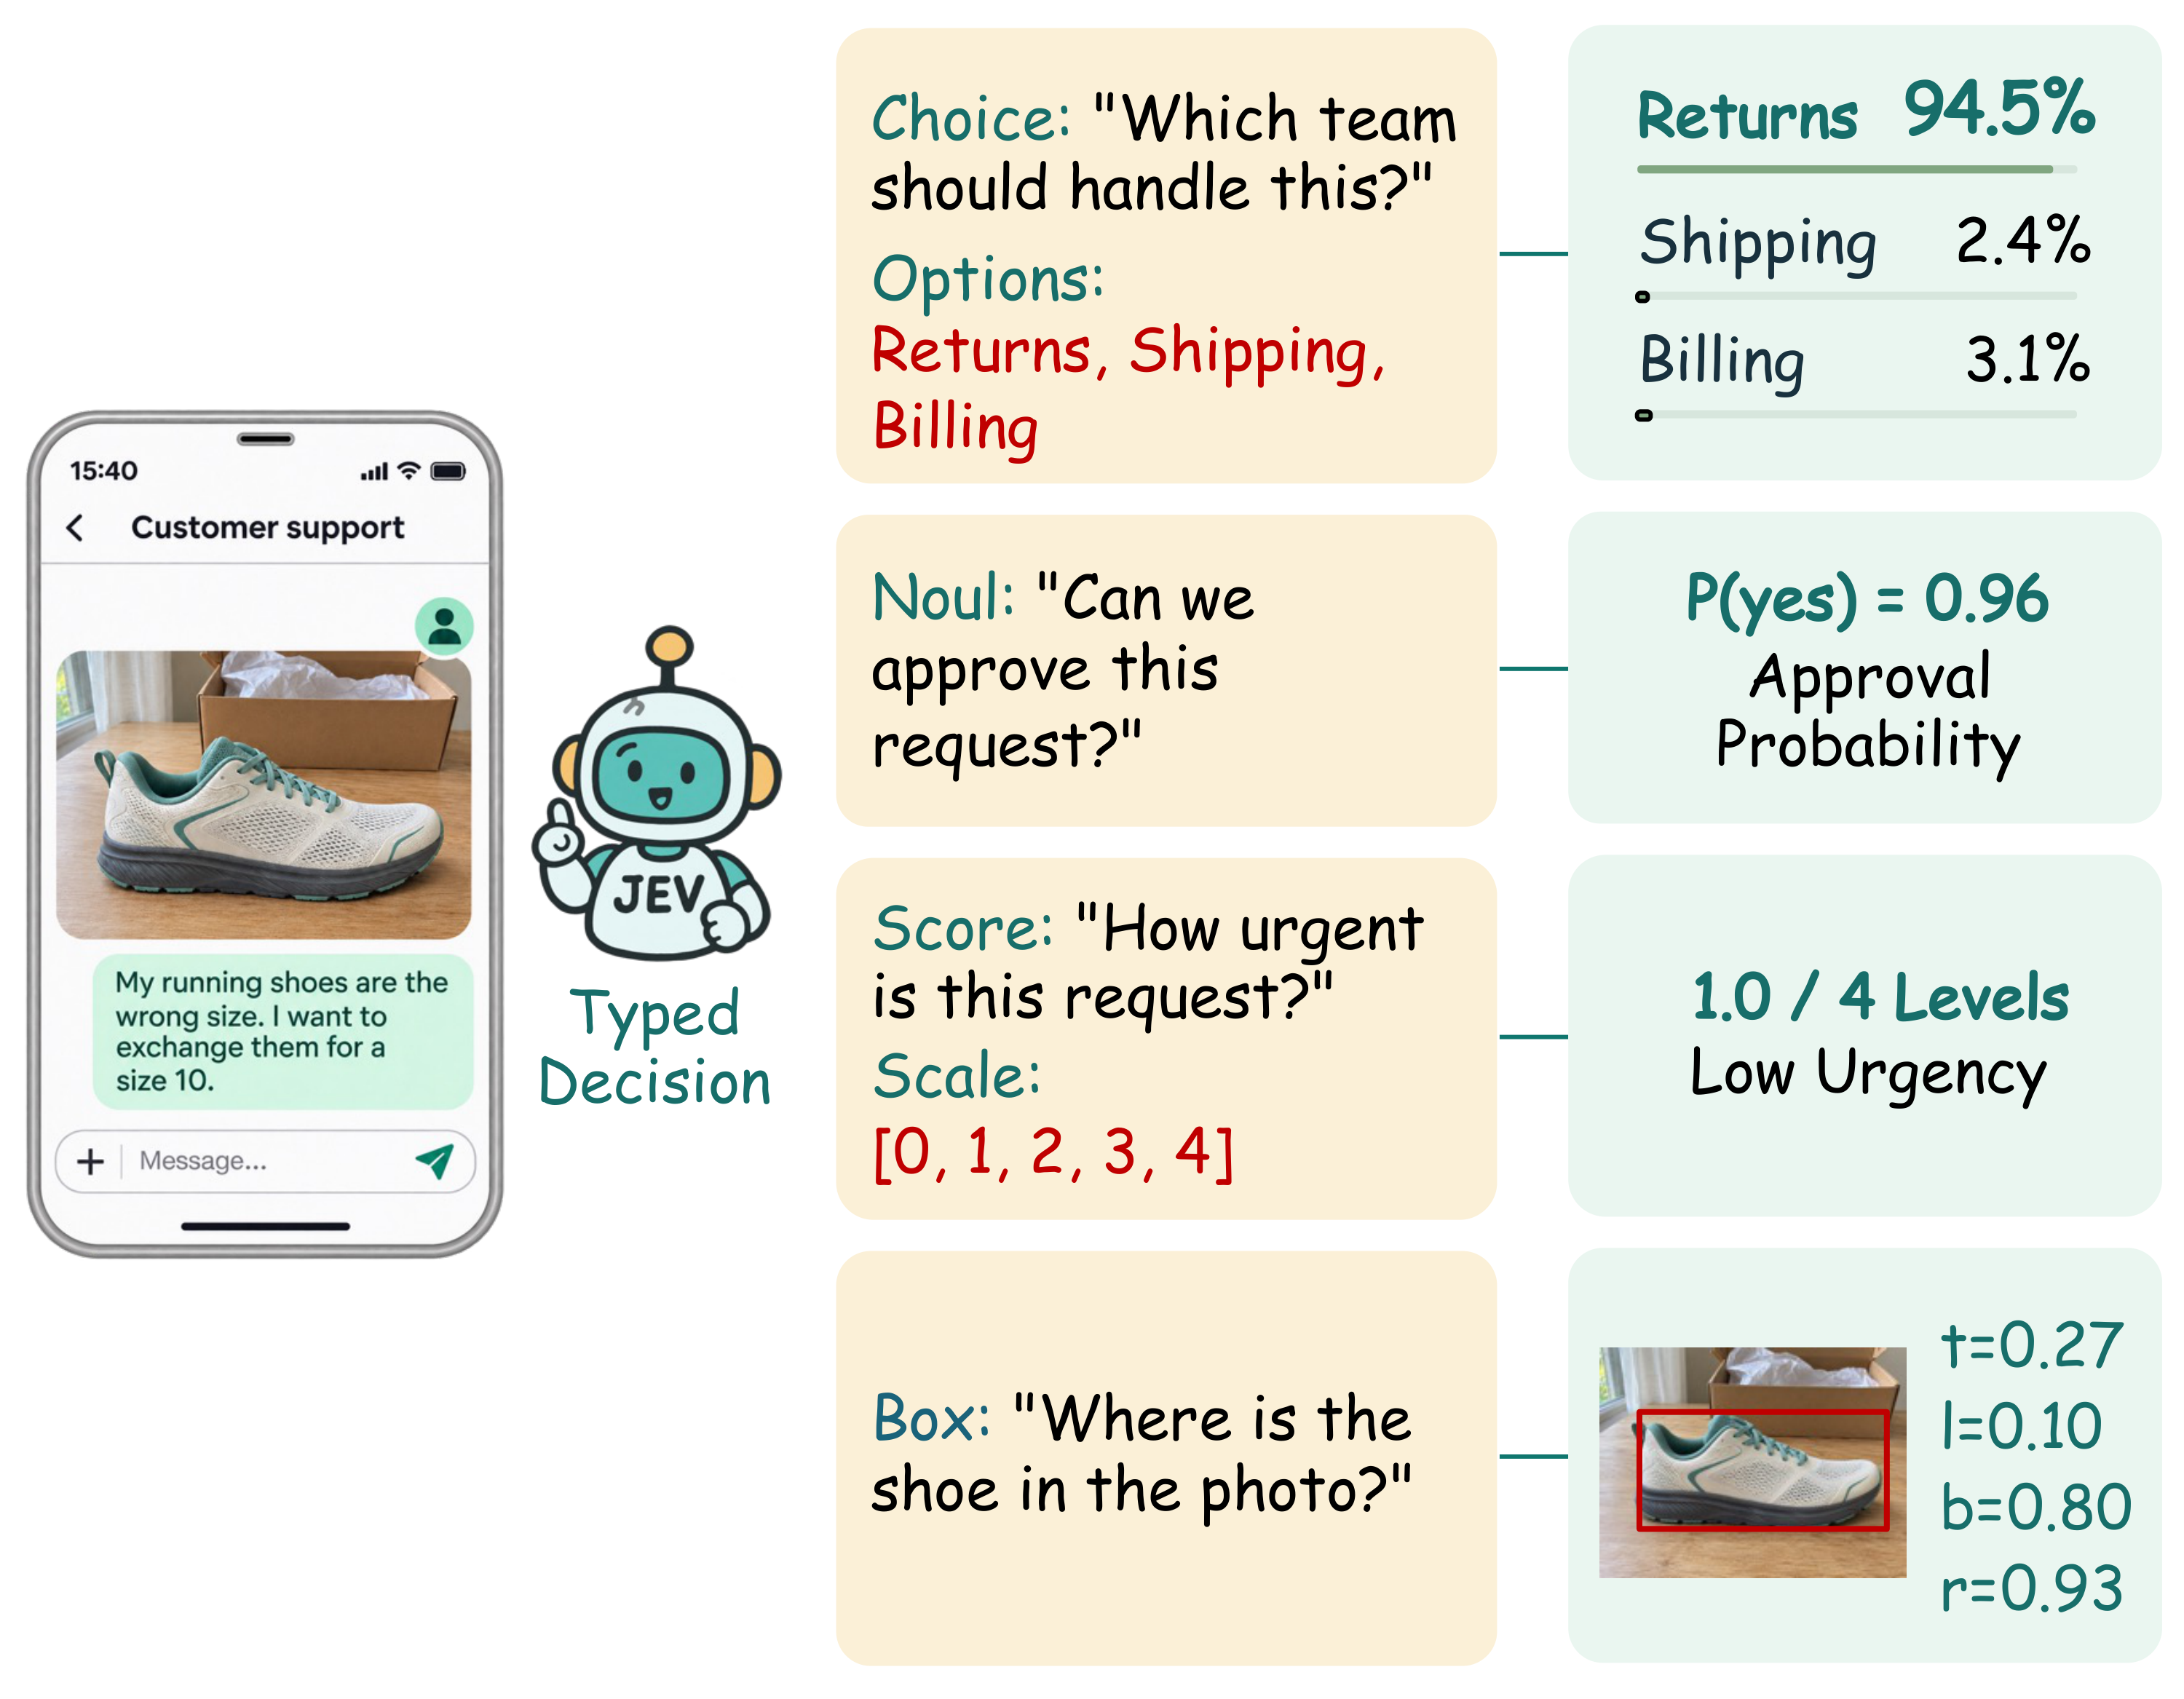 15:40
Customer support
My running shoes are the
wrong size. I want to
exchange them for a
size 10.
Message...
JEV
Typed
Decision
Choice: "Which team
should handle this?"
Options:
Returns, Shipping,
Billing
Returns 94.5%
Shipping 2.4%
Billing 3.1%
Noul: "Can we
approve this
request?"
P(yes) = 0.96
Approval
Probability
Score: "How urgent
is this request?"
Scale:
[0, 1, 2, 3, 4]
1.0 / 4 Levels
Low Urgency
Box: "Where is the
shoe in the photo?"
t=0.27
l=0.10
b=0.80
r=0.93